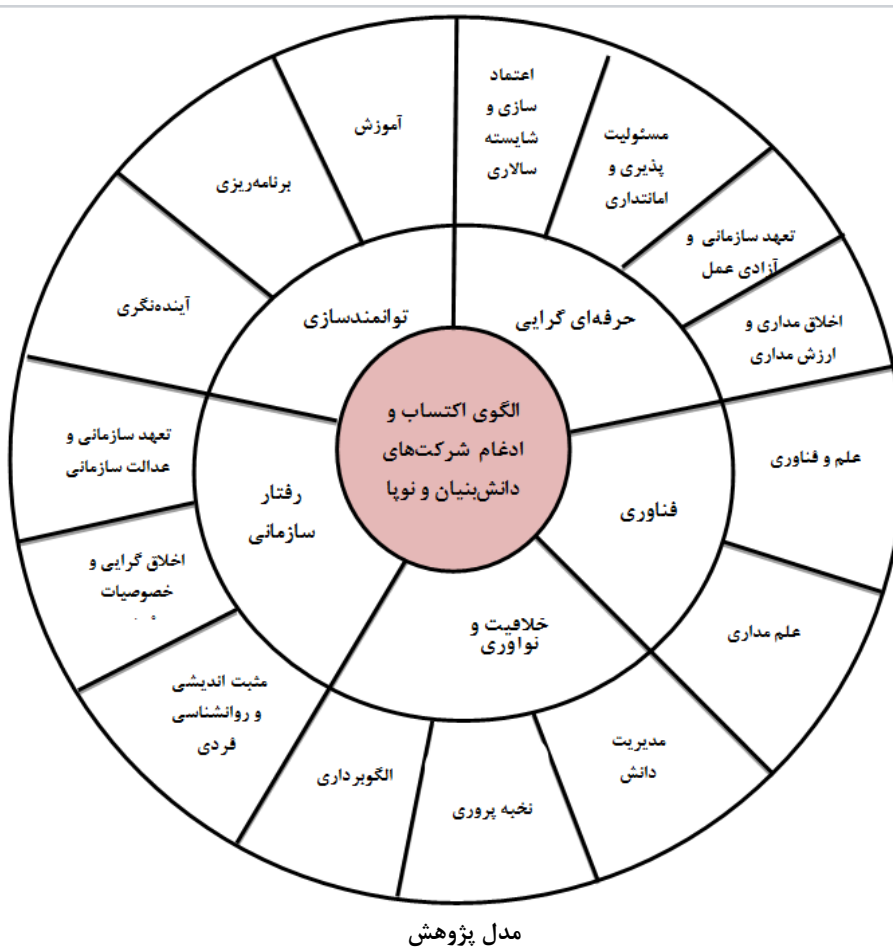 الگوی اکتساب و
ادغام شرکت‌های
دانش‌بنیان و نوپا
حرفه‌ای گرایی
فناوری
خلاقیت و
نواوری
رفتار
سازمانی
توانمندسازی
اعتماد
سازی و
شایسته
سالاری
مسئولیت
پذیری و
امانتداری
تعهد سازمانی و
آزادی عمل
اخلاق مداری و
ارزش مداری
علم و فناوری
علم مداری
مدیریت
دانش
نخبه پروری
الگوبرداری
مثبت اندیشی
و روانشناسی
فردی
اخلاق گرایی و
خصوصیات
تعهد سازمانی و
عدالت سازمانی
آینده‌نگری
برنامه‌ریزی
آموزش
مدل پژوهش